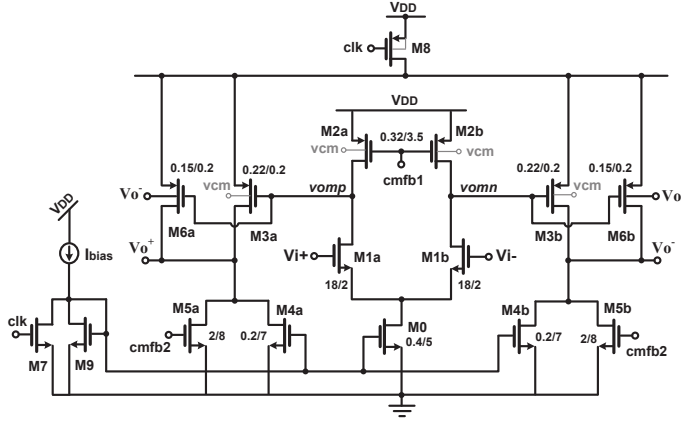 VDD
clk
M8
VDD
M2a
M2b
vcm
0.32/3.5
vcm
cmfb1
0.15/0.2
0.22/0.2
vcm
vomp
vomn
0.22/0.2
0.15/0.2
vcm
Vo-
M6a
M3a
M3b
M6b
Vo
VDD
Vo+
Vo-
Ibias
Vi+
M1a
M1b
Vi-
18/2
18/2
clk
M7
M9
M5a
M4a
cmfb2
2/8
0.2/7
M0
0.4/5
M4b
M5b
0.2/7
2/8
cmfb2